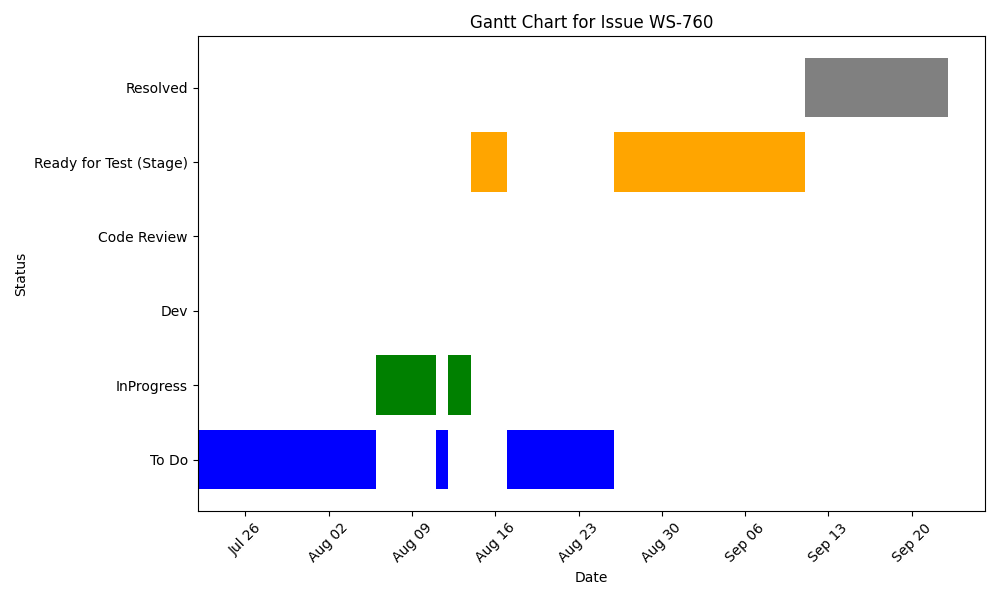 Gantt Chart for Issue WS-760
Status
Resolved
Ready for Test (Stage)
Code Review
Dev
InProgress
To Do
Jul 26
Aug 02
Aug 09
Aug 16
Aug 23
Aug 30
Sep 06
Sep 13
Sep 20
Date